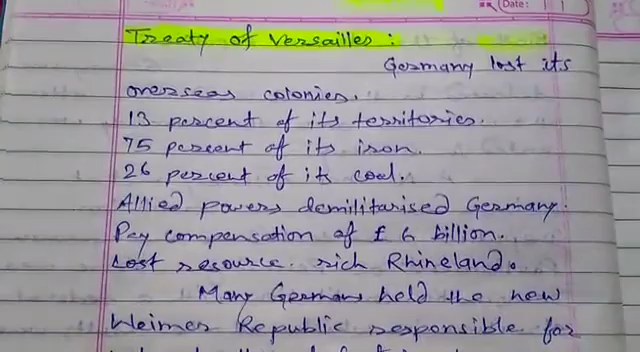 Date:
Treaty of Versailles :
Germany lost its
overseas colonies.
13 percent of its territories.
75 percent of its iron.
26 percent of its coal.
Allied powers demilitarised Germany.
Pay compensation of £ 6 billion.
Lost resource. rich Rhineland.
Many Germans held the new
Weimer Republic responsible for